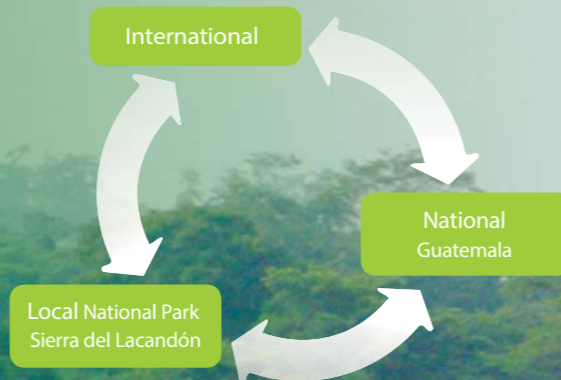 International
National
Guatemala
Local National Park
Sierra del Lacandón